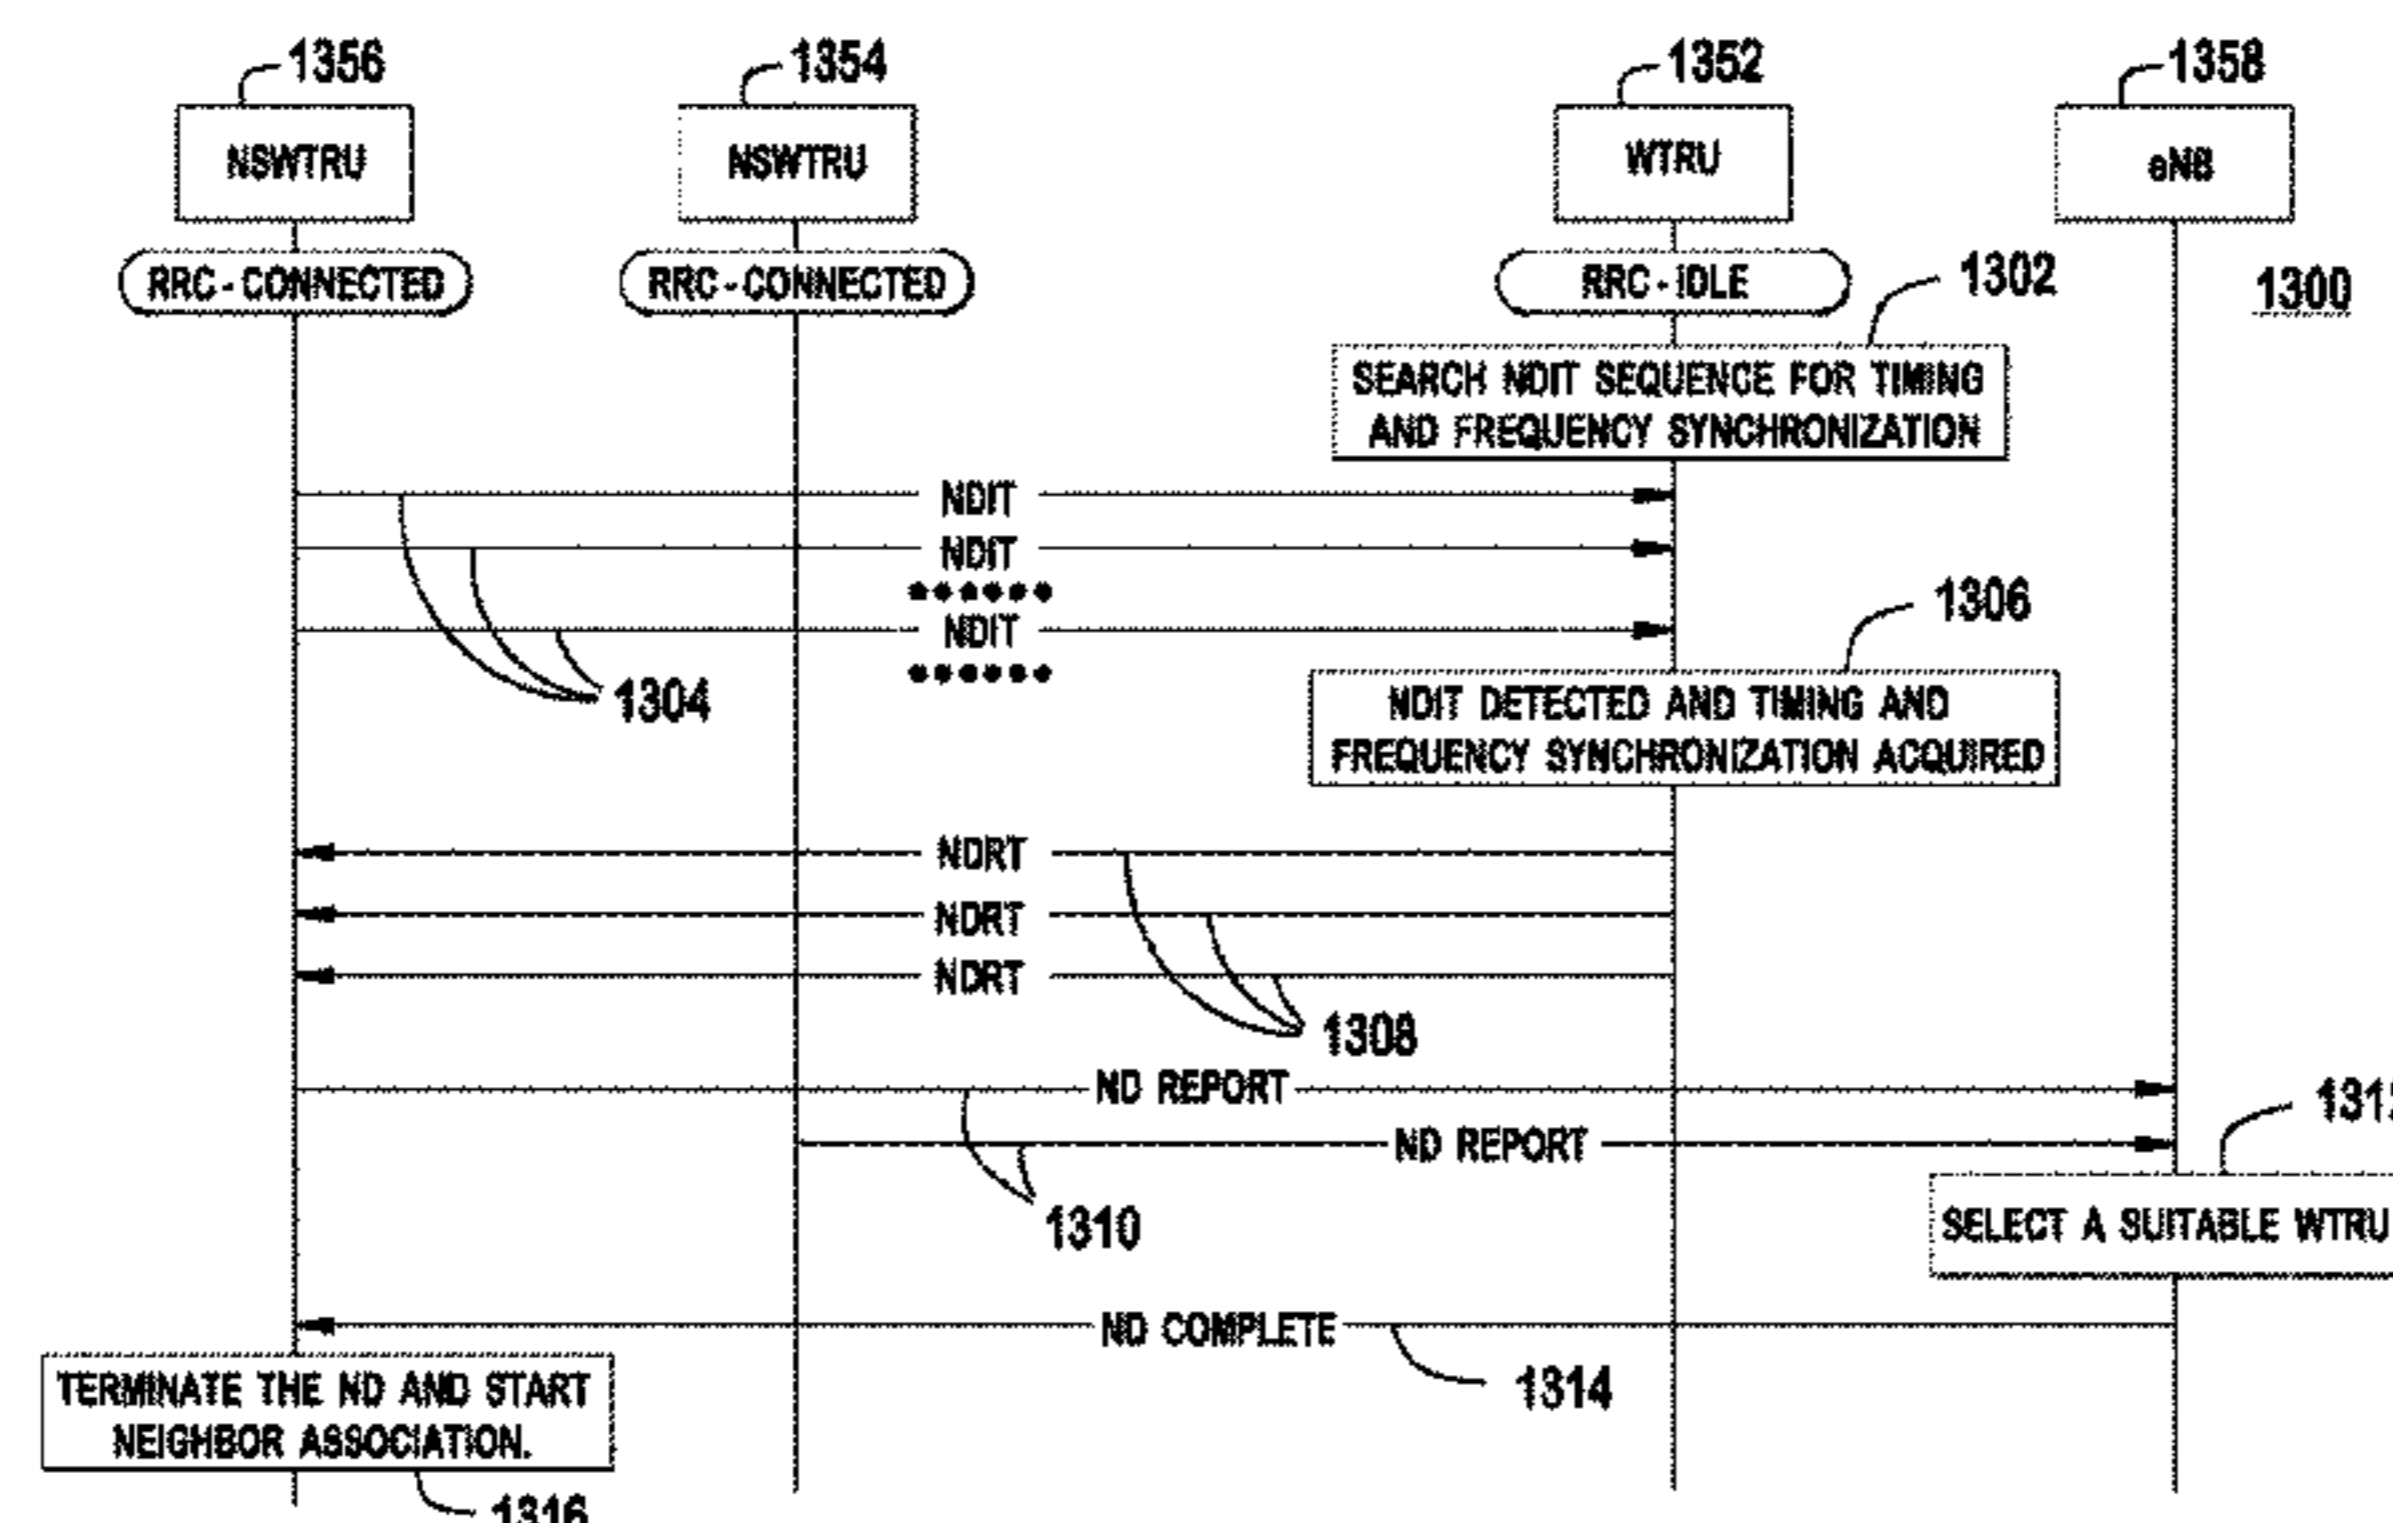 1356
1354
1352
1358
NSWTRU
NSWTRU
WTRU
eNB
RRC - CONNECTED
RRC - CONNECTED
RRC - IDLE
1302
1300
SEARCH NDIT SEQUENCE FOR TIMING
AND FREQUENCY SYNCHRONIZATION
NDIT
NDIT
NDIT
1304
1306
NDIT DETECTED AND TIMING AND
FREQUENCY SYNCHRONIZATION ACQUIRED
NDRT
NDRT
NDRT
1308
ND REPORT
ND REPORT
1310
SELECT A SUITABLE WTRU
ND COMPLETE
1314
TERMINATE THE ND AND START
NEIGHBOR ASSOCIATION.
1316